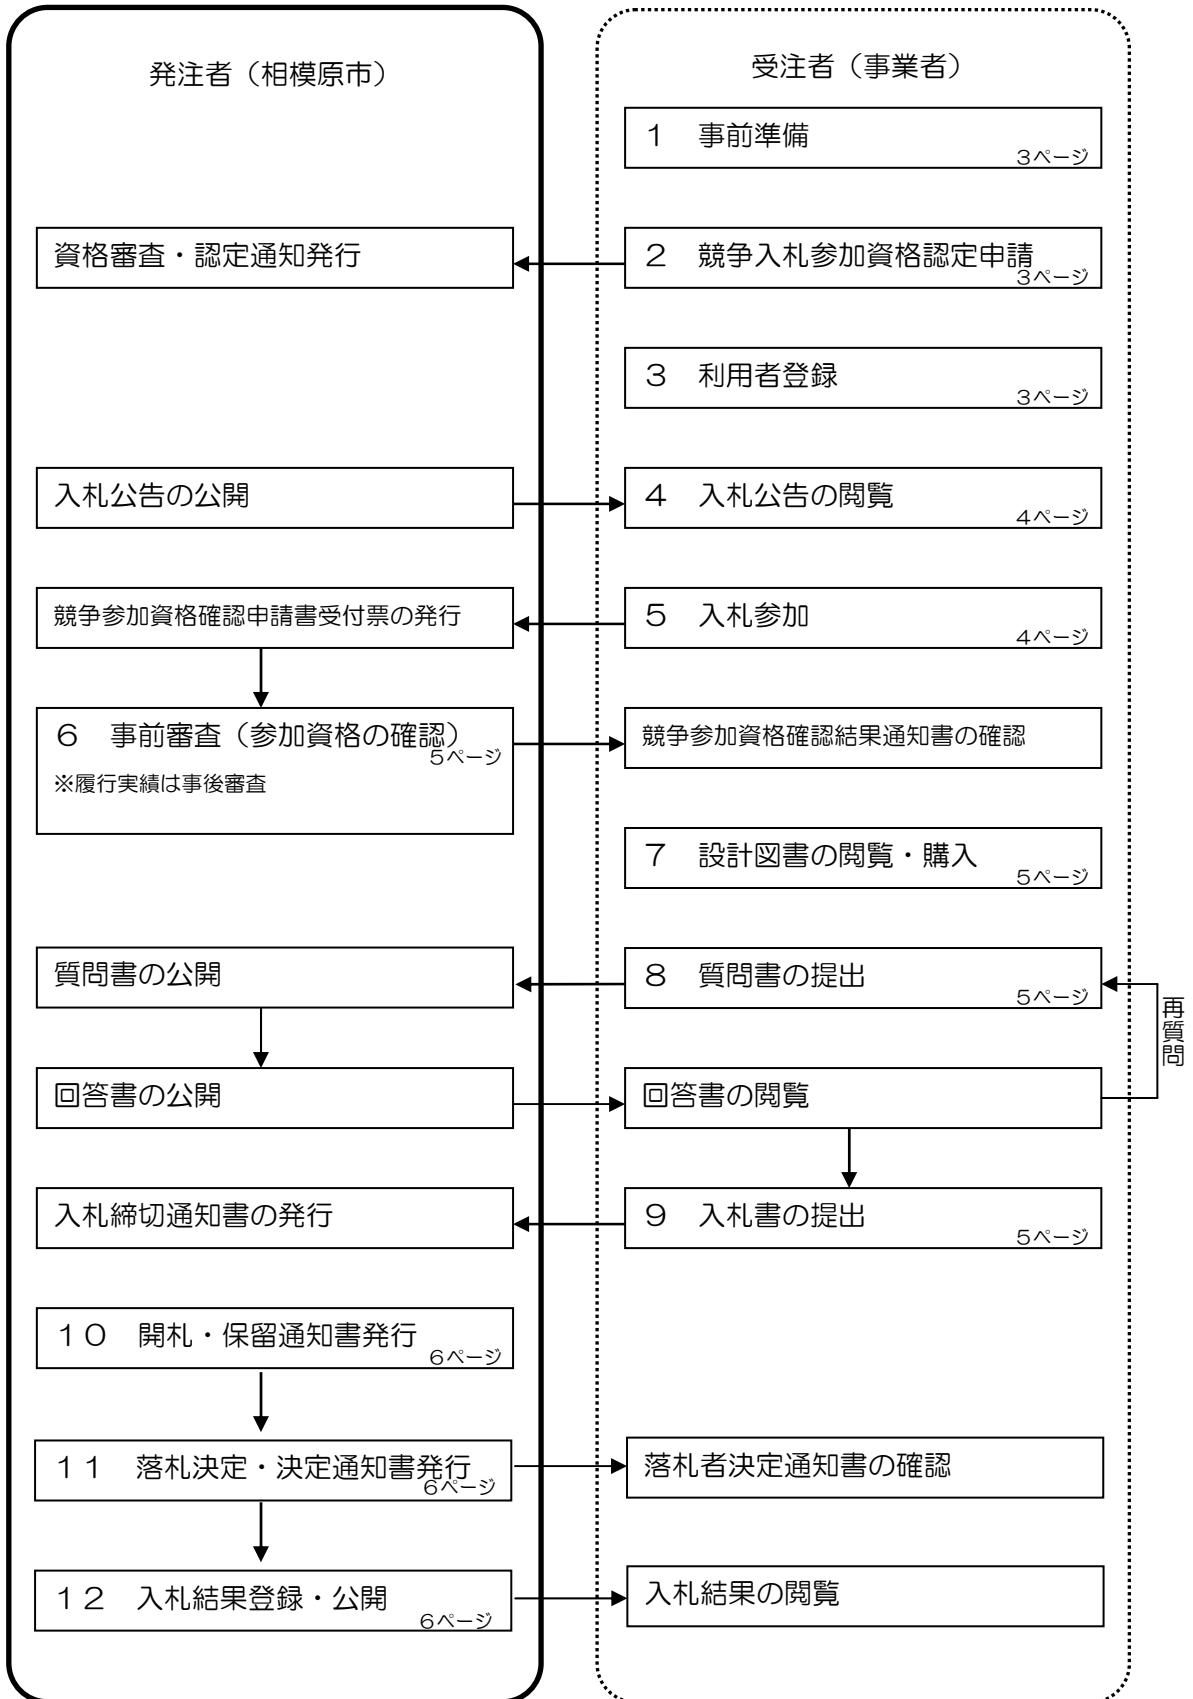 発注者（相模原市）
受注者（事業者）
１　事前準備
3ページ
資格審査・認定通知発行
２　競争入札参加資格認定申請
3ページ
３　利用者登録
3ページ
入札公告の公開
４　入札公告の閲覧
4ページ
競争参加資格確認申請書受付票の発行
５　入札参加
4ページ
６　事前審査（参加資格の確認）
5ページ
※履行実績は事後審査
競争参加資格確認結果通知書の確認
７　設計図書の閲覧・購入
5ページ
質問書の公開
８　質問書の提出
5ページ
再質問
回答書の公開
回答書の閲覧
入札締切通知書の発行
９　入札書の提出
5ページ
１０　開札・保留通知書発行
6ページ
１１　落札決定・決定通知書発行
6ページ
落札者決定通知書の確認
１２　入札結果登録・公開
6ページ
入札結果の閲覧